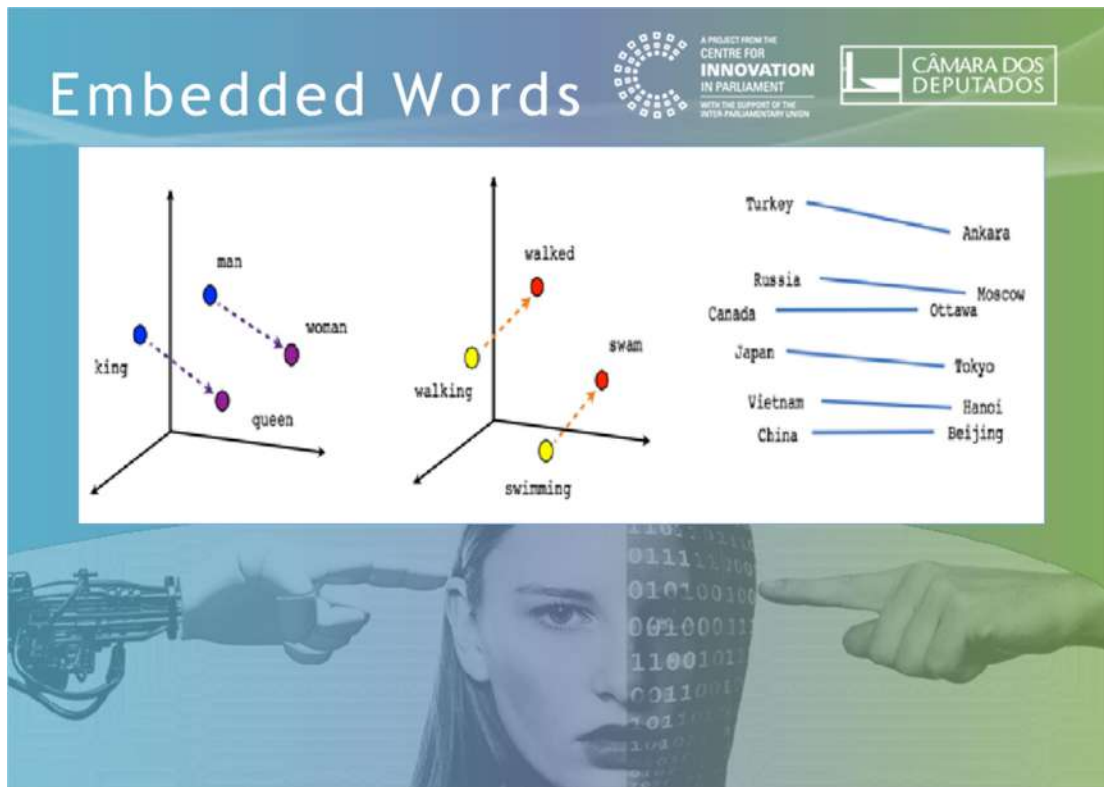 Embedded Words
A PROJECT FROM THE
CENTRE FOR
INNOVATION
IN PARLIAMENT
WITH THE SUPPORT OF THE
INTER-PARLIAMENTARY UNION
CÂMARA DOS
DEPUTADOS
man
woman
king
queen
walked
swam
walking
swimming
Turkey
Ankara
Russia
Moscow
Canada
Ottawa
Japan
Tokyo
Vietnam
Hanoi
China
Beijing